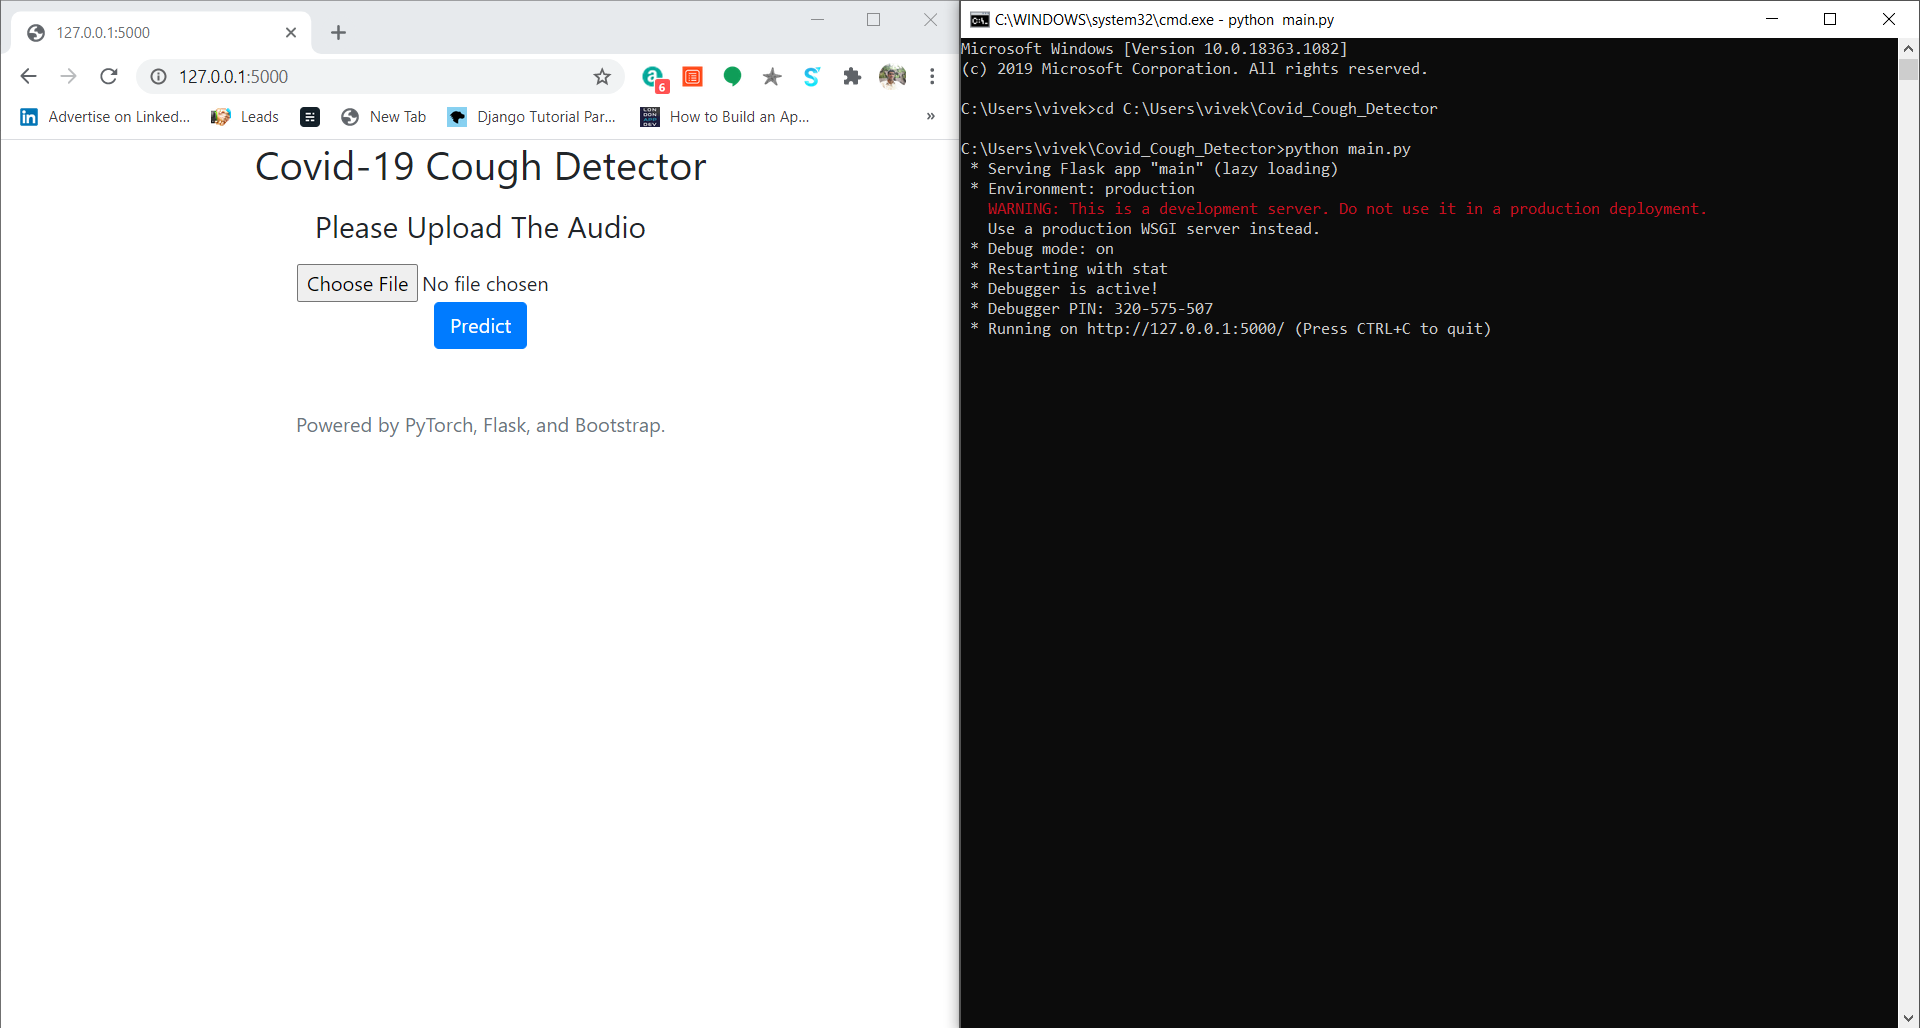 127.0.0.1:5000
127.0.0.1:5000
6
Advertise on Linked...
Leads
New Tab
Django Tutorial Par...
How to Build an Ap...
»
Covid-19 Cough Detector
Please Upload The Audio
Choose File No file chosen
Predict
Powered by PyTorch, Flask, and Bootstrap.
C:\WINDOWS\system32\cmd.exe - python  main.py
Microsoft Windows [Version 10.0.18363.1082]
(c) 2019 Microsoft Corporation. All rights reserved.
C:\Users\vivek>cd C:\Users\vivek\Covid_Cough_Detector
C:\Users\vivek\Covid_Cough_Detector>python main.py
* Serving Flask app "main" (lazy loading)
* Environment: production
WARNING: This is a development server. Do not use it in a production deployment.
Use a production WSGI server instead.
* Debug mode: on
* Restarting with stat
* Debugger is active!
* Debugger PIN: 320-575-507
* Running on http://127.0.0.1:5000/ (Press CTRL+C to quit)